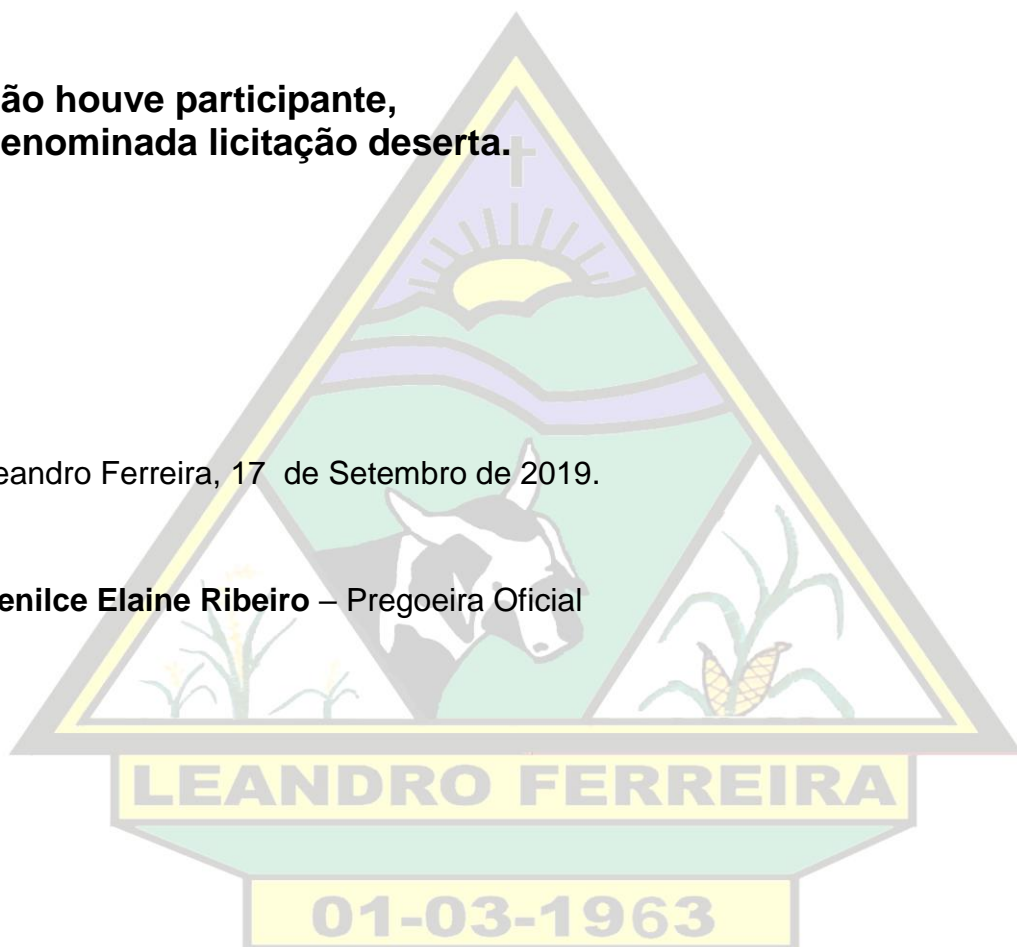 ão houve participante,
enominada licitação deserta.
eandro Ferreira, 17 de Setembro de 2019.
enilce Elaine Ribeiro – Pregoeira Oficial
LEANDRO FERREIRA
01-03-1963